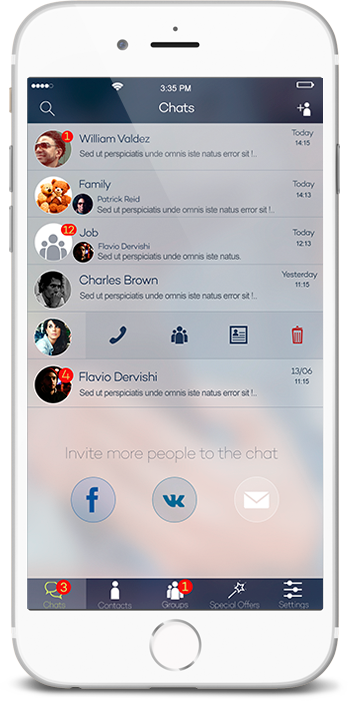 3:35 PM
Chats
1
William Valdez
Today
14:15
Sed ut perspiciatis unde omnis iste natus error sit !..
Family
Today
14:13
Patrick Reid
Sed ut perspiciatis unde omnis iste natus error sit !..
12
Job
Today
12:13
Flavio Dervishi
Sed ut perspiciatis unde omnis iste natus.
Charles Brown
Yesterday
11:15
Sed ut perspiciatis unde omnis iste natus error sit !..
4
Flavio Dervishi
13/06
11:15
Sed ut perspiciatis unde omnis iste natus error sit !..
Invite more people to the chat
3
1
Chats
Contacts
Groups
Special Offers
Settings